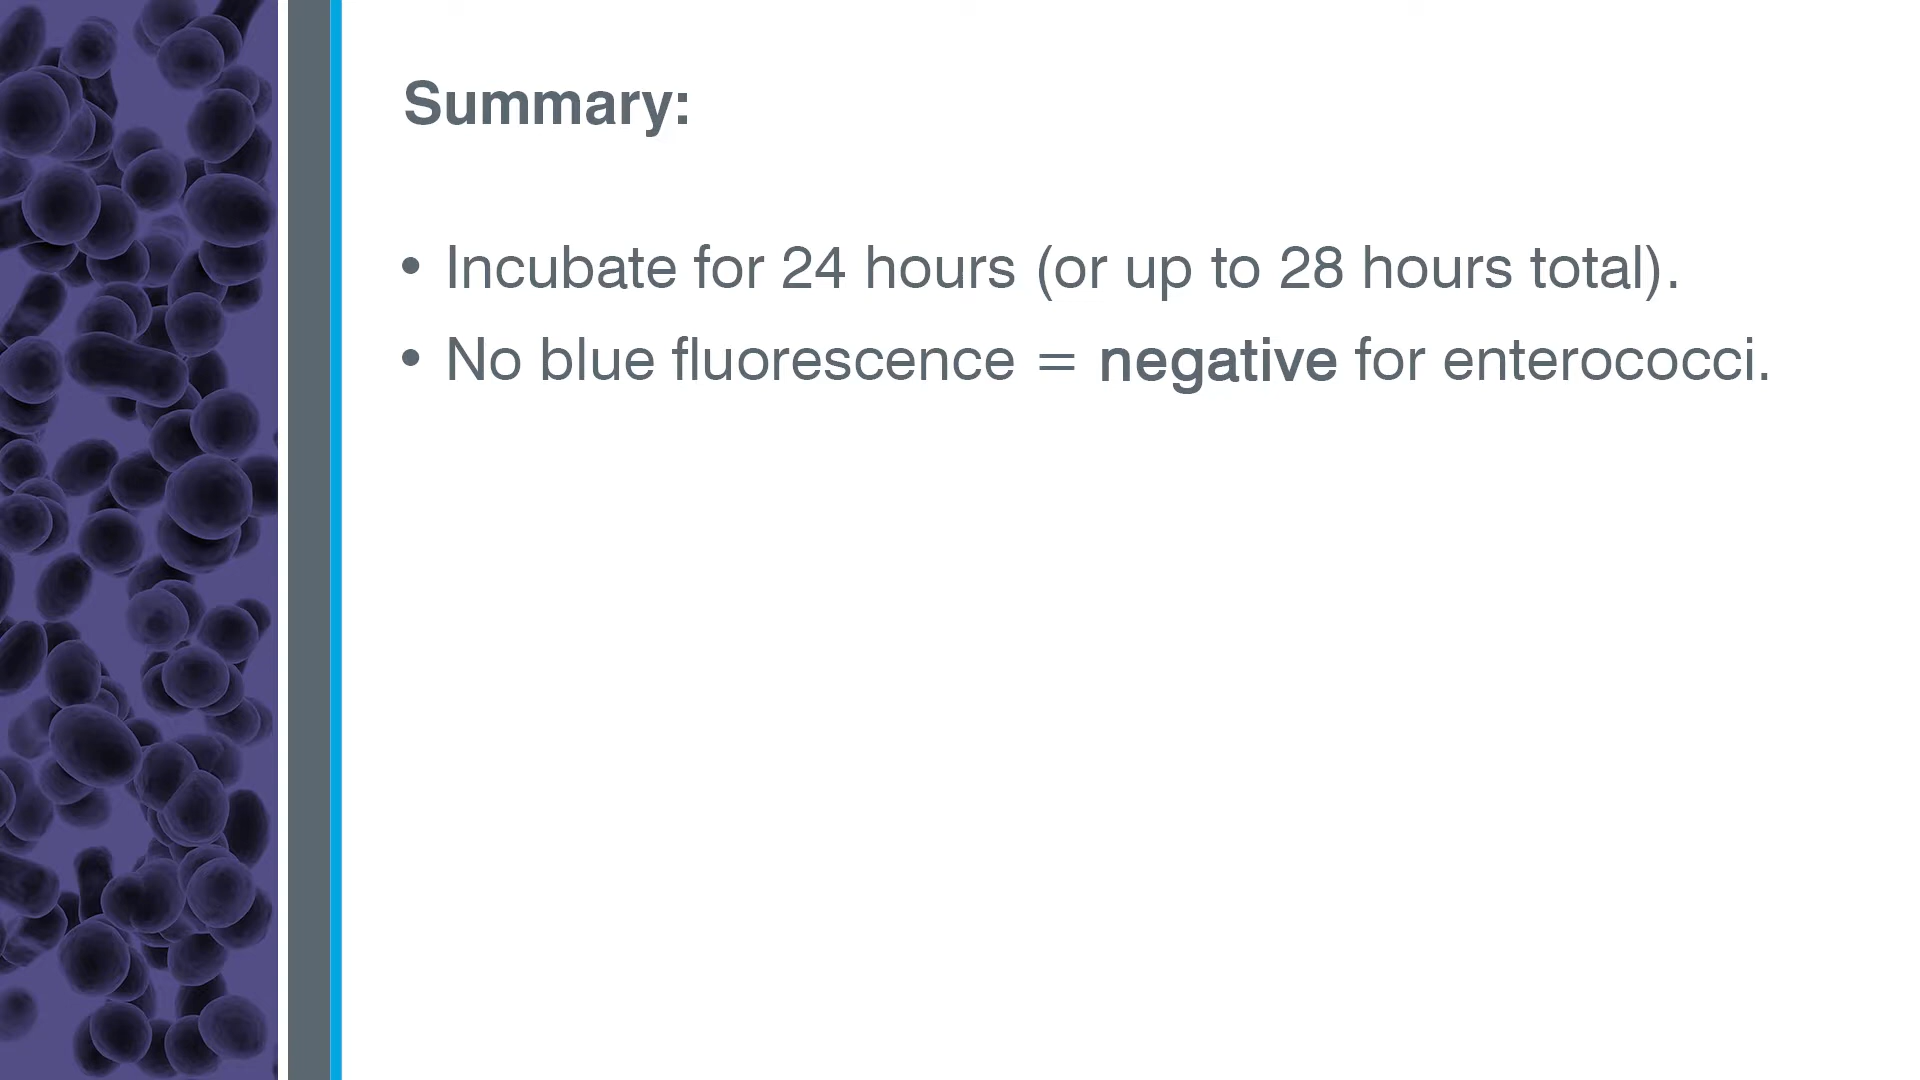 Summary:
• Incubate for 24 hours (or up to 28 hours total).
• No blue fluorescence = negative for enterococci.